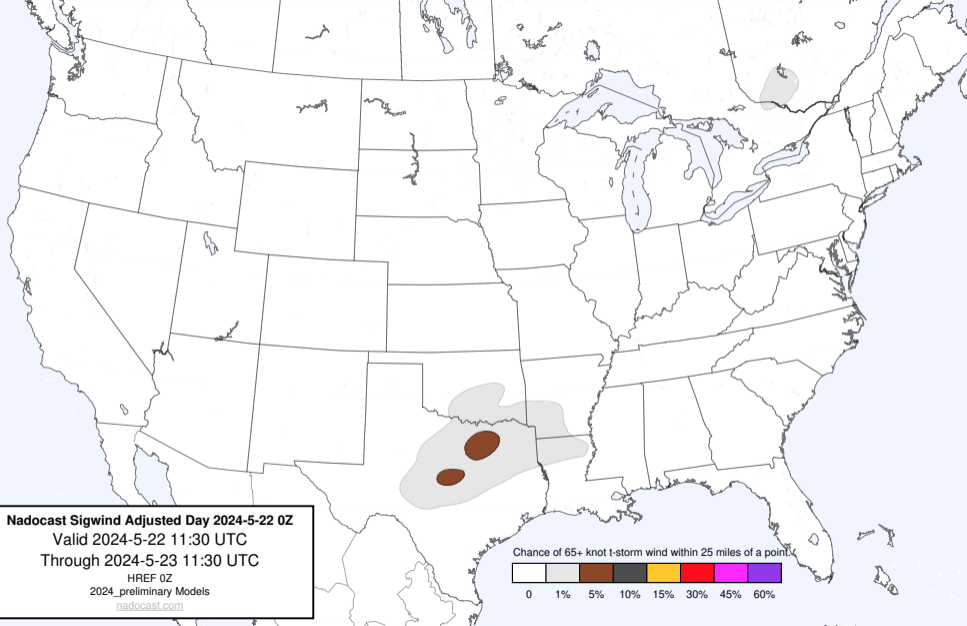 Nadocast Sigwind Adjusted Day 2024-5-22 0Z
Valid 2024-5-22 11:30 UTC
Through 2024-5-23 11:30 UTC
HREF 0Z
2024_preliminary Models
nadocast.com
Chance of 65+ knot t-storm wind within 25 miles of a point.
0 1% 5% 10% 15% 30% 45% 60%